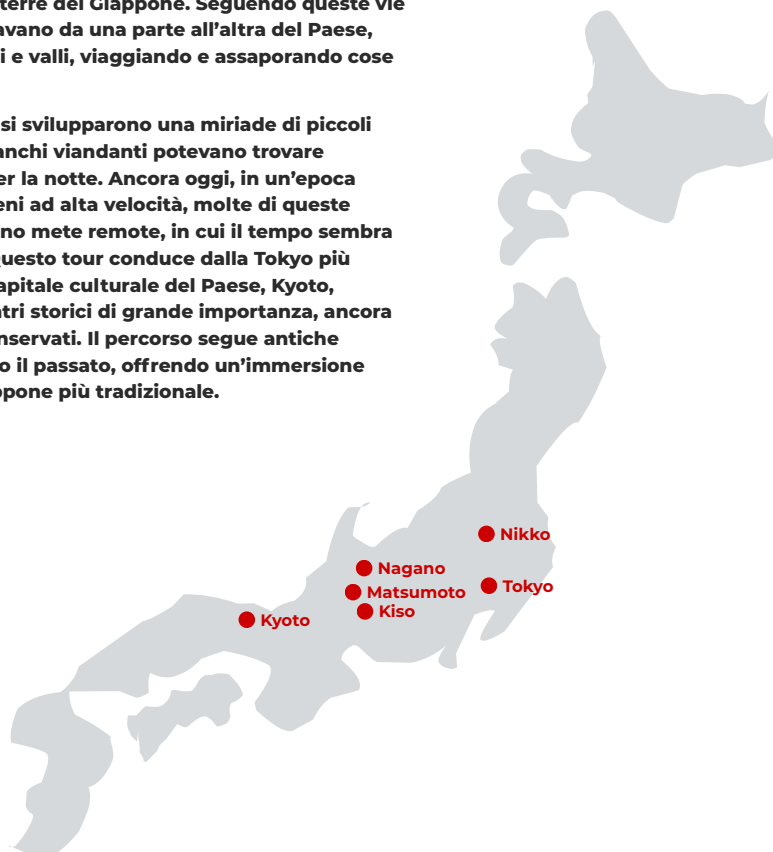 terre del Giappone. Seguendo queste vie
avano da una parte all’altra del Paese,
i e valli, viaggiando e assaporando cose
si svilupparono una miriade di piccoli
anchi viandanti potevano trovare
er la notte. Ancora oggi, in un’epoca
eni ad alta velocità, molte di queste
no mete remote, in cui il tempo sembra
uesto tour conduce dalla Tokyo più
apitale culturale del Paese, Kyoto,
tri storici di grande importanza, ancora
nservati. Il percorso segue antiche
o il passato, offrendo un’immersione
ppone più tradizionale.
Nikko
Nagano
Tokyo
Matsumoto
Kiso
Kyoto